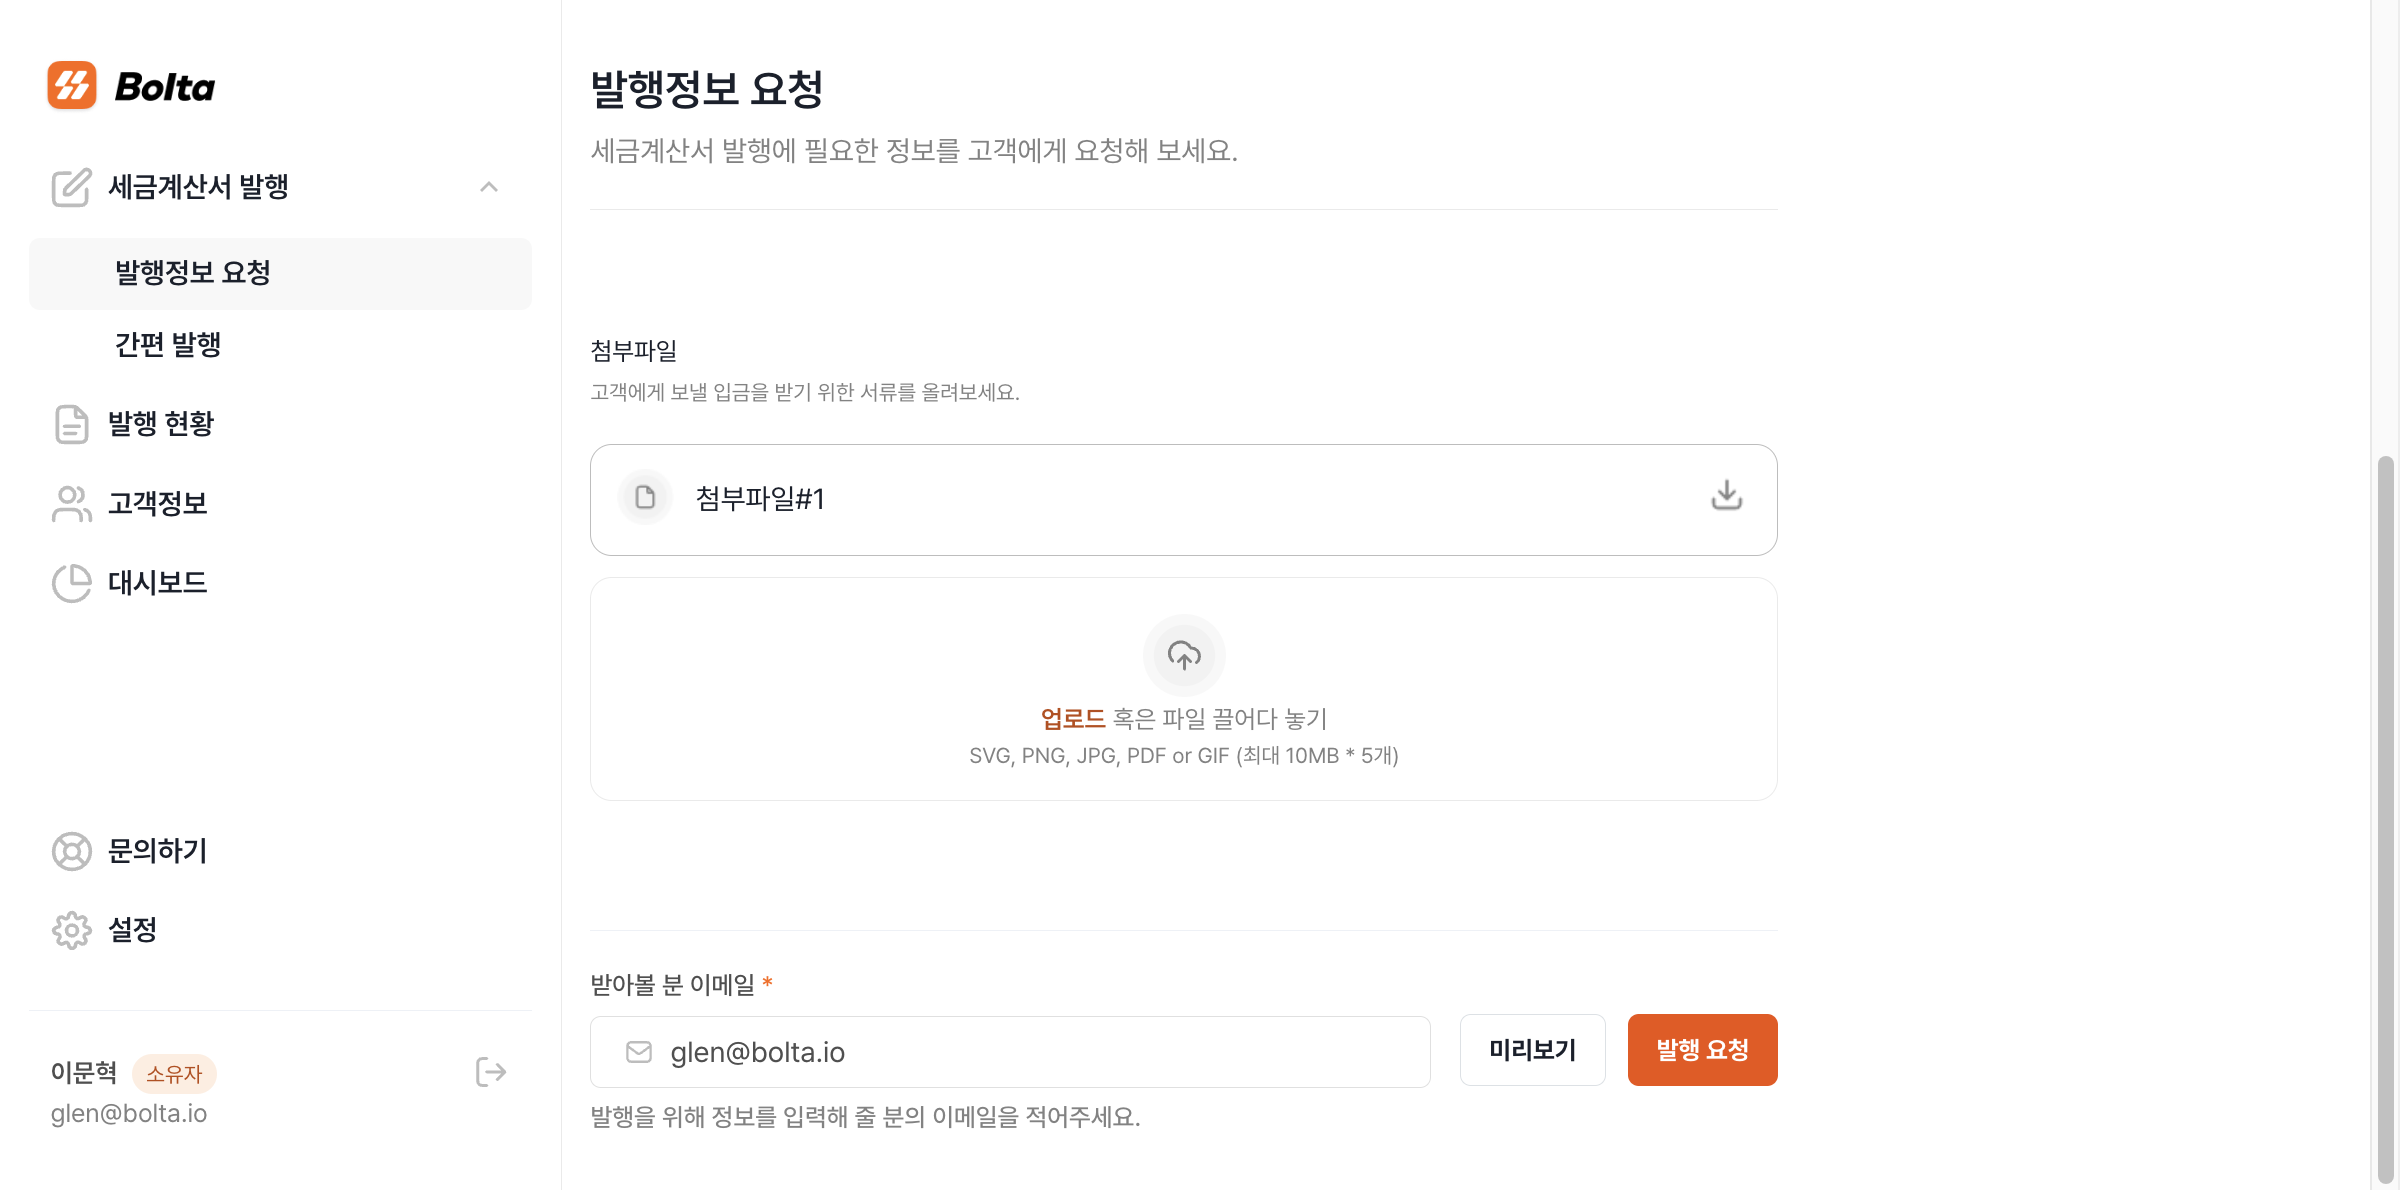 Bolta
세금계산서 발행
발행정보 요청
간편 발행
발행 현황
고객정보
대시보드
문의하기
설정
이문혁 소유자
glen@bolta.io
발행정보 요청
세금계산서 발행에 필요한 정보를 고객에게 요청해 보세요.
첨부파일
고객에게 보낼 입금을 받기 위한 서류를 올려보세요.
첨부파일#1
업로드 혹은 파일 끌어다 놓기
SVG, PNG, JPG, PDF or GIF (최대 10MB * 5개)
받아볼 분 이메일 *
glen@bolta.io
미리보기
발행 요청
발행을 위해 정보를 입력해 줄 분의 이메일을 적어주세요.